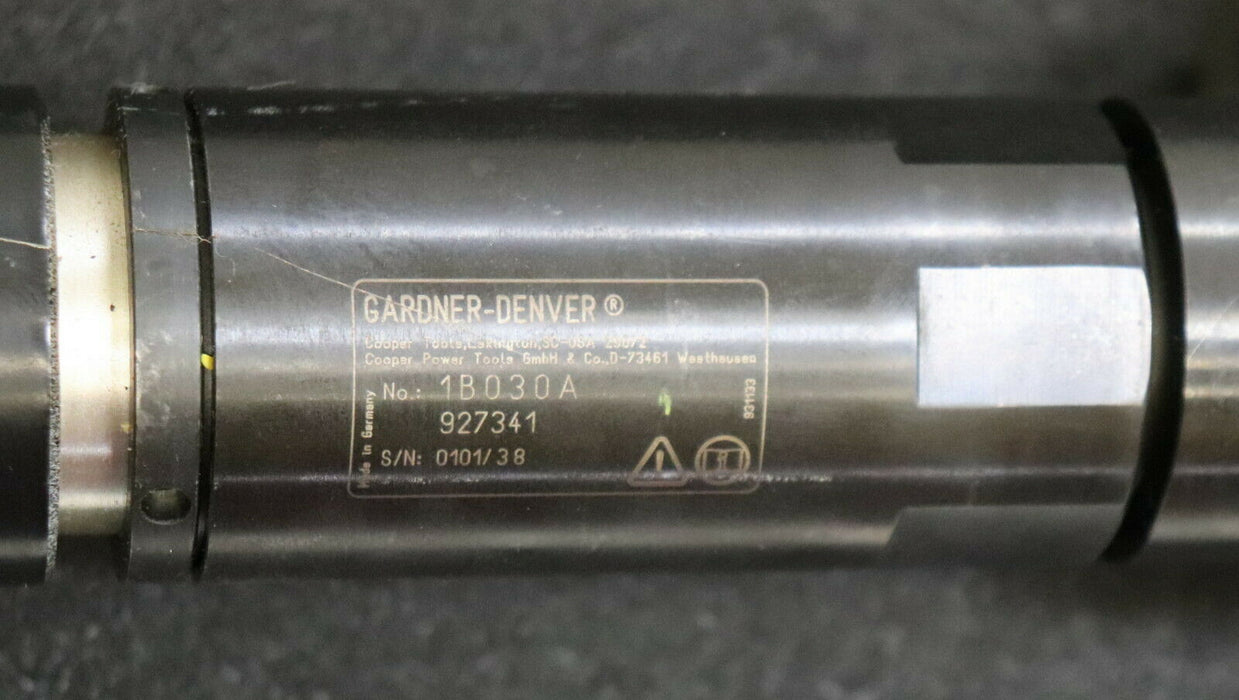 GARDNER-DENVER®
Cooper Tools,Lexington,SC-USA 29072
Cooper Power Tools GmbH & Co.,D-73461 Westhausen
No.: 1B030A
927341
S/N: 0101/38
Made in Germany
931133